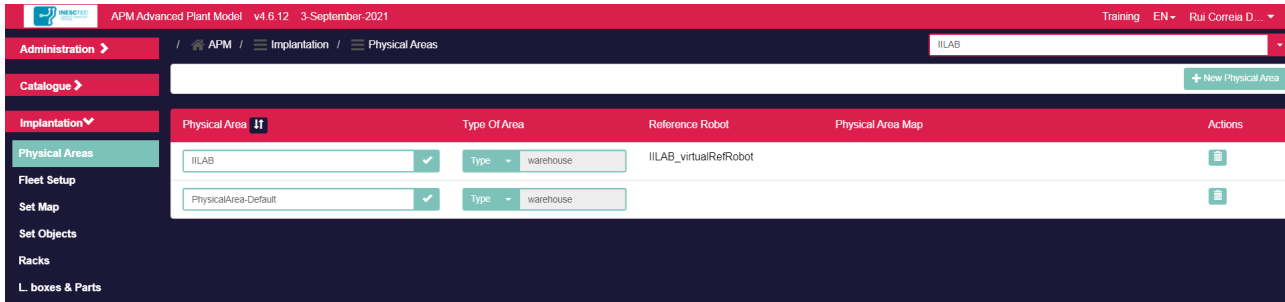 INESCTEC APM Advanced Plant Model v4.6.12 3-September-2021 Training EN Rui Correia D...
Administration / APM / Implantation / Physical Areas IILAB
Catalogue + New Physical Area
Implantation Physical Area Type Of Area Reference Robot Physical Area Map Actions
Physical Areas IILAB Type warehouse IILAB_virtualRefRobot
Fleet Setup
Set Map PhysicalArea-Default Type warehouse
Set Objects
Racks
L. boxes & Parts